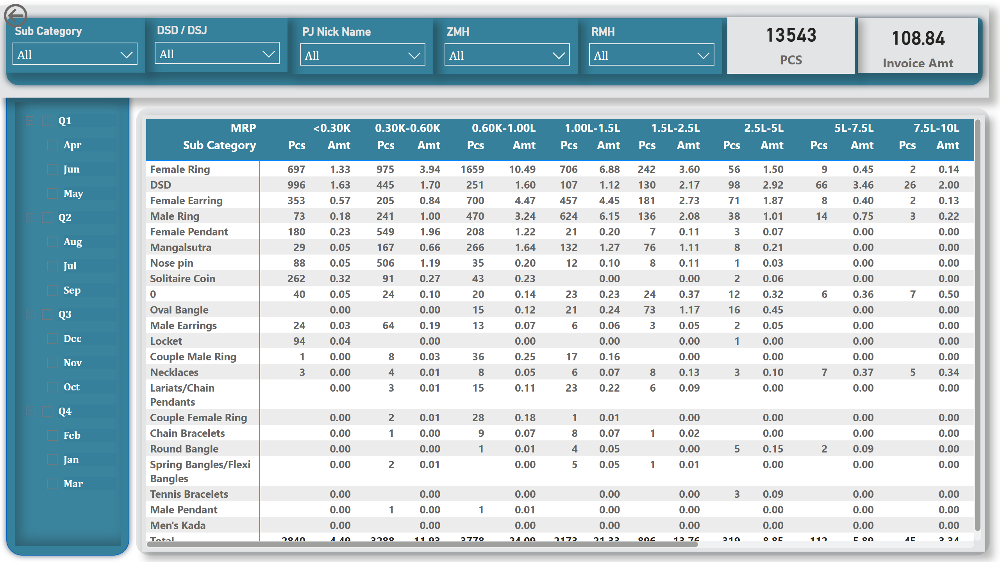 Sub Category
All
DSD / DSJ
All
PJ Nick Name
All
ZMH
All
RMH
All
13543
PCS
108.84
Invoice Amt
Q1
Apr
Jun
May
Q2
Aug
Jul
Sep
Q3
Dec
Nov
Oct
Q4
Feb
Jan
Mar
MRP <0.30K 0.30K-0.60K 0.60K-1.00L 1.00L-1.5L 1.5L-2.5L 2.5L-5L 5L-7.5L 7.5L-10L
Sub Category Pcs Amt Pcs Amt Pcs Amt Pcs Amt Pcs Amt Pcs Amt Pcs Amt Pcs Amt
Female Ring 697 1.33 975 3.94 1659 10.49 706 6.88 242 3.60 56 1.50 9 0.45 2 0.14
DSD 996 1.63 445 1.70 251 1.60 107 1.12 130 2.17 98 2.92 66 3.46 26 2.00
Female Earring 353 0.57 205 0.84 700 4.47 457 4.45 181 2.73 71 1.87 8 0.40 2 0.13
Male Ring 73 0.18 241 1.00 470 3.24 624 6.15 136 2.08 38 1.01 14 0.75 3 0.22
Female Pendant 180 0.23 549 1.96 208 1.22 21 0.20 7 0.11 3 0.07 0.00 0.00
Mangalsutra 29 0.05 167 0.66 266 1.64 132 1.27 76 1.11 8 0.21 0.00 0.00
Nose pin 88 0.05 506 1.19 35 0.20 12 0.10 8 0.11 1 0.03 0.00 0.00
Solitaire Coin 262 0.32 91 0.27 43 0.23 0.00 0.00 2 0.06 0.00 0.00
0 40 0.05 24 0.10 20 0.14 23 0.23 24 0.37 12 0.32 6 0.36 7 0.50
Oval Bangle 0.00 0.00 15 0.12 21 0.24 73 1.17 16 0.45 0.00 0.00
Male Earrings 24 0.03 64 0.19 13 0.07 6 0.06 3 0.05 2 0.05 0.00 0.00
Locket 94 0.04 0.00 0.00 0.00 0.00 1 0.00 0.00 0.00
Couple Male Ring 1 0.00 8 0.03 36 0.25 17 0.16 0.00 0.00 0.00 0.00
Necklaces 3 0.00 4 0.01 8 0.05 6 0.07 8 0.13 3 0.10 7 0.37 5 0.34
Lariats/Chain 0.00 3 0.01 15 0.11 23 0.22 6 0.09 0.00 0.00 0.00
Pendants
Couple Female Ring 0.00 2 0.01 28 0.18 1 0.01 0.00 0.00 0.00 0.00
Chain Bracelets 0.00 1 0.00 9 0.07 8 0.07 1 0.02 0.00 0.00 0.00
Round Bangle 0.00 0.00 1 0.01 4 0.05 0.00 5 0.15 2 0.09 0.00
Spring Bangles/Flexi 0.00 2 0.01 0.00 5 0.05 1 0.01 0.00 0.00 0.00
Bangles
Tennis Bracelets 0.00 0.00 0.00 0.00 0.00 3 0.09 0.00 0.00
Male Pendant 0.00 1 0.00 1 0.01 0.00 0.00 0.00 0.00 0.00
Men's Kada 0.00 0.00 0.00 0.00 0.00 0.00 0.00 0.00
Total 2840 4.49 3288 11.93 3778 24.09 2173 21.33 896 13.76 319 8.85 112 5.89 45 3.34